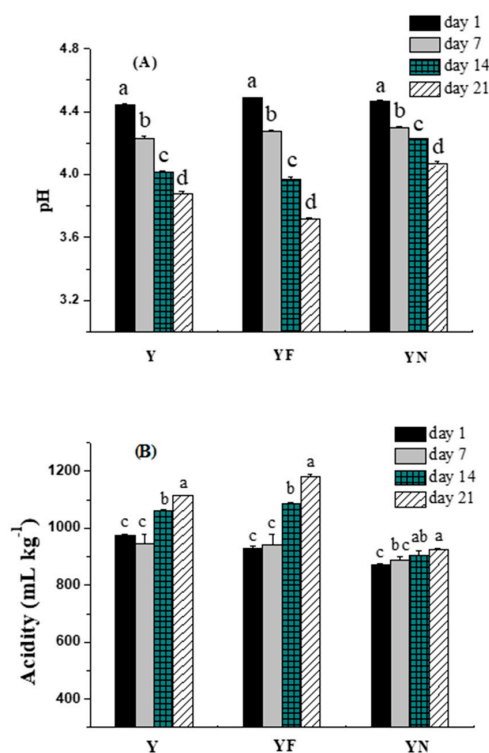 (A)
day 1
day 7
day 14
day 21
4.8
4.4
4.0
3.6
3.2
pH
a b c d
a b c d
a b c d
Y YF YN
(B)
day 1
day 7
day 14
day 21
1200
1000
800
600
400
Acidity (mL kg⁻¹)
c c b a
c c b a
c bc ab a
Y YF YN